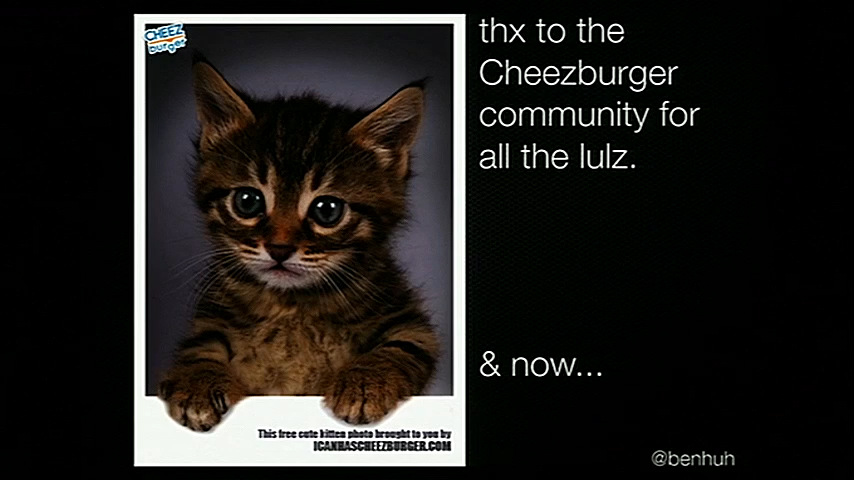 CHEEZ
burger
thx to the
Cheezburger
community for
all the lulz.
& now...
This free cute kitten photo brought to you by
ICANHASCHEEZBURGER.COM
@benhuh